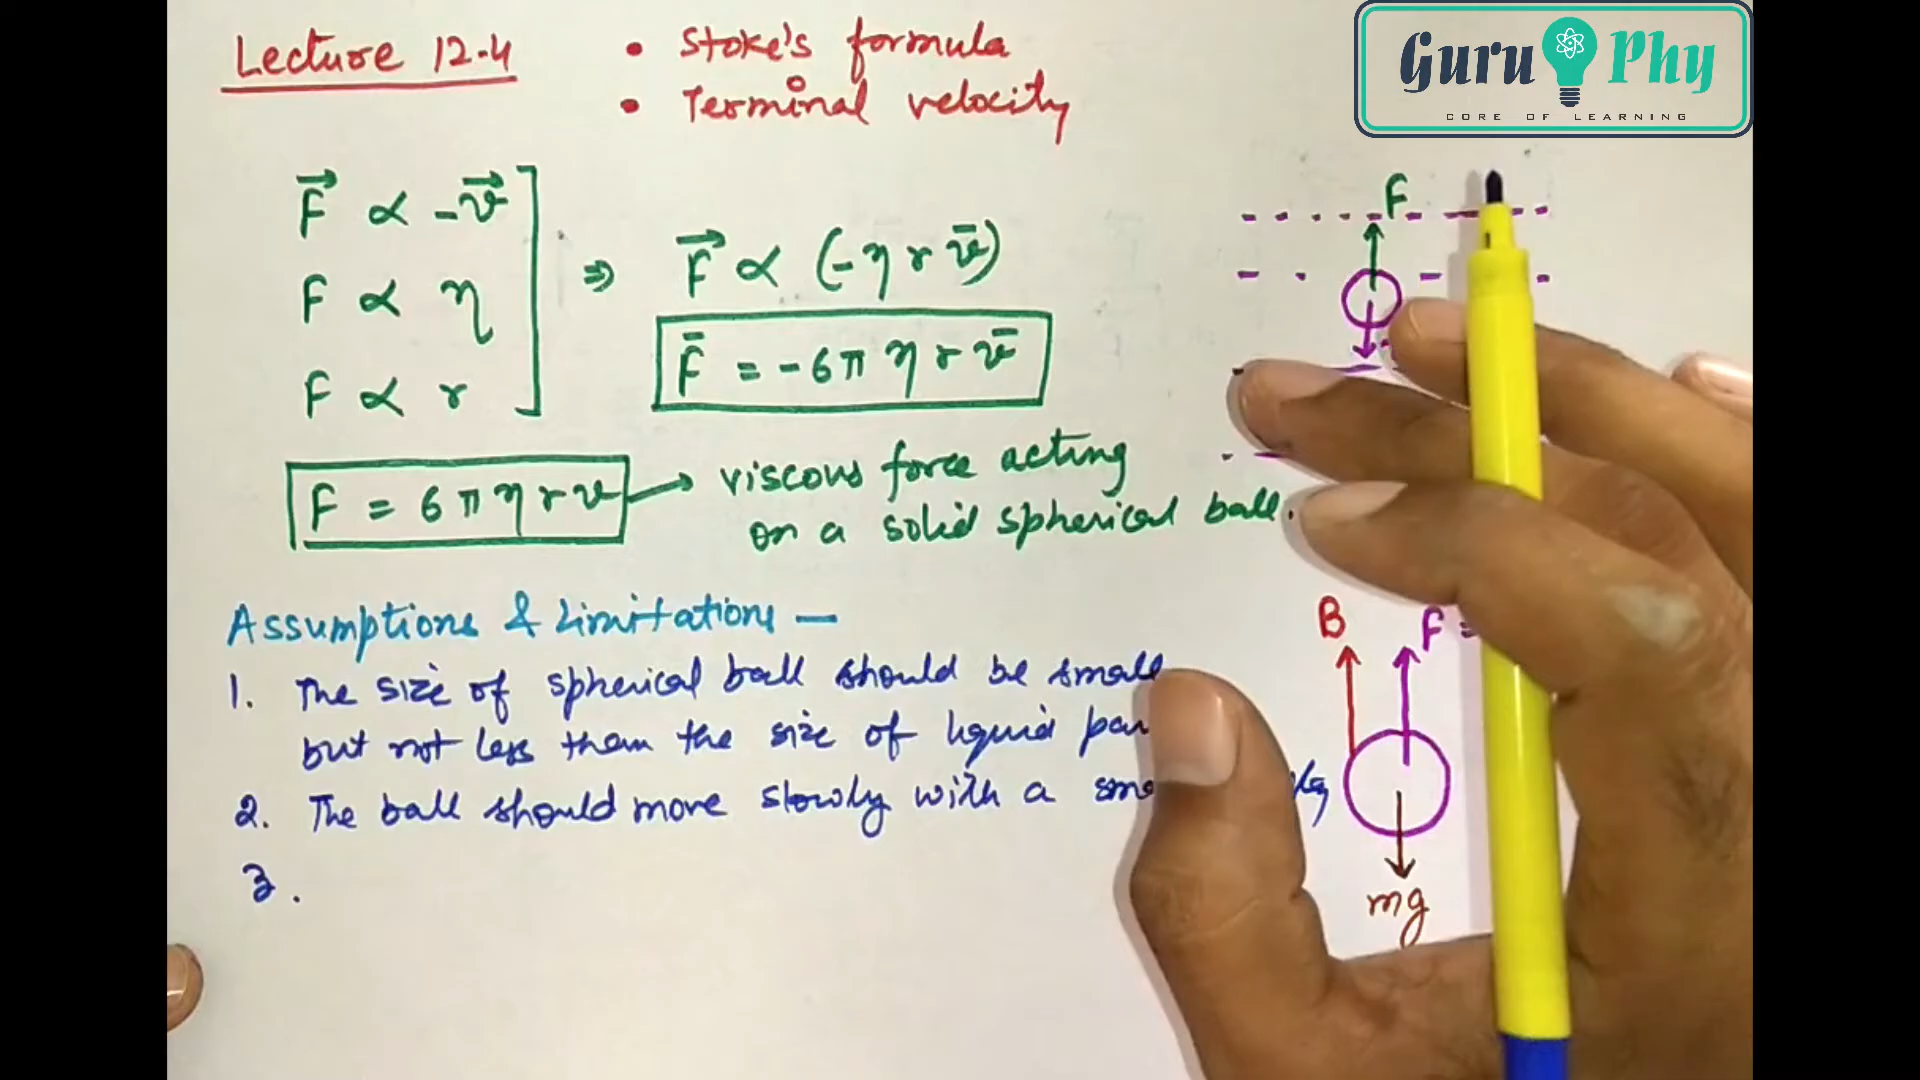 Lecture 12.4
• Stoke's formula
• Terminal velocity
Guru Phy
CORE OF LEARNING
F⃗ ∝ -v⃗
F ∝ η
F ∝ r
⇒ F⃗ ∝ (-η r v̄)
F̄ = -6π η r v̄
F = 6π η r v → viscous force acting
on a solid spherical ball.
F
Assumptions & Limitations —
1. The size of spherical ball should be small
but not less them the size of liquid
2. The ball should move slowly with a
3.
B
F =
mg